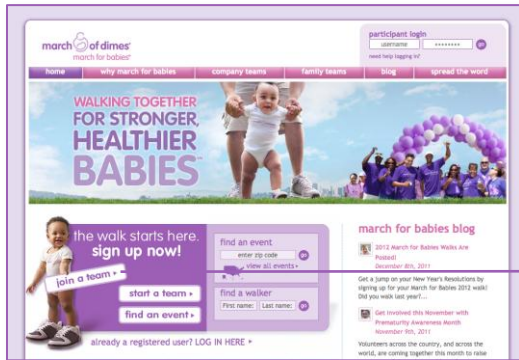 participant login
username ******** go
need help logging in?
march of dimes®
march for babies®
home why march for babies company teams family teams blog spread the word
WALKING TOGETHER
FOR STRONGER,
HEALTHIER
BABIES
the walk starts here.
sign up now!
join a team ›
start a team ›
find an event ›
already a registered user? LOG IN HERE
find an event
enter zip code go
view all events ›
find a walker
First name: Last name: go
march for babies blog
2012 March for Babies Walks Are
Posted!
December 8th, 2011
Get a jump on your New Year's Resolutions by
signing up for your March for Babies 2012 walk!
Did you walk last year?...
Get Involved this November with
Prematurity Awareness Month
November 9th, 2011
Volunteers across the country, and across the
world, are coming together this month to raise